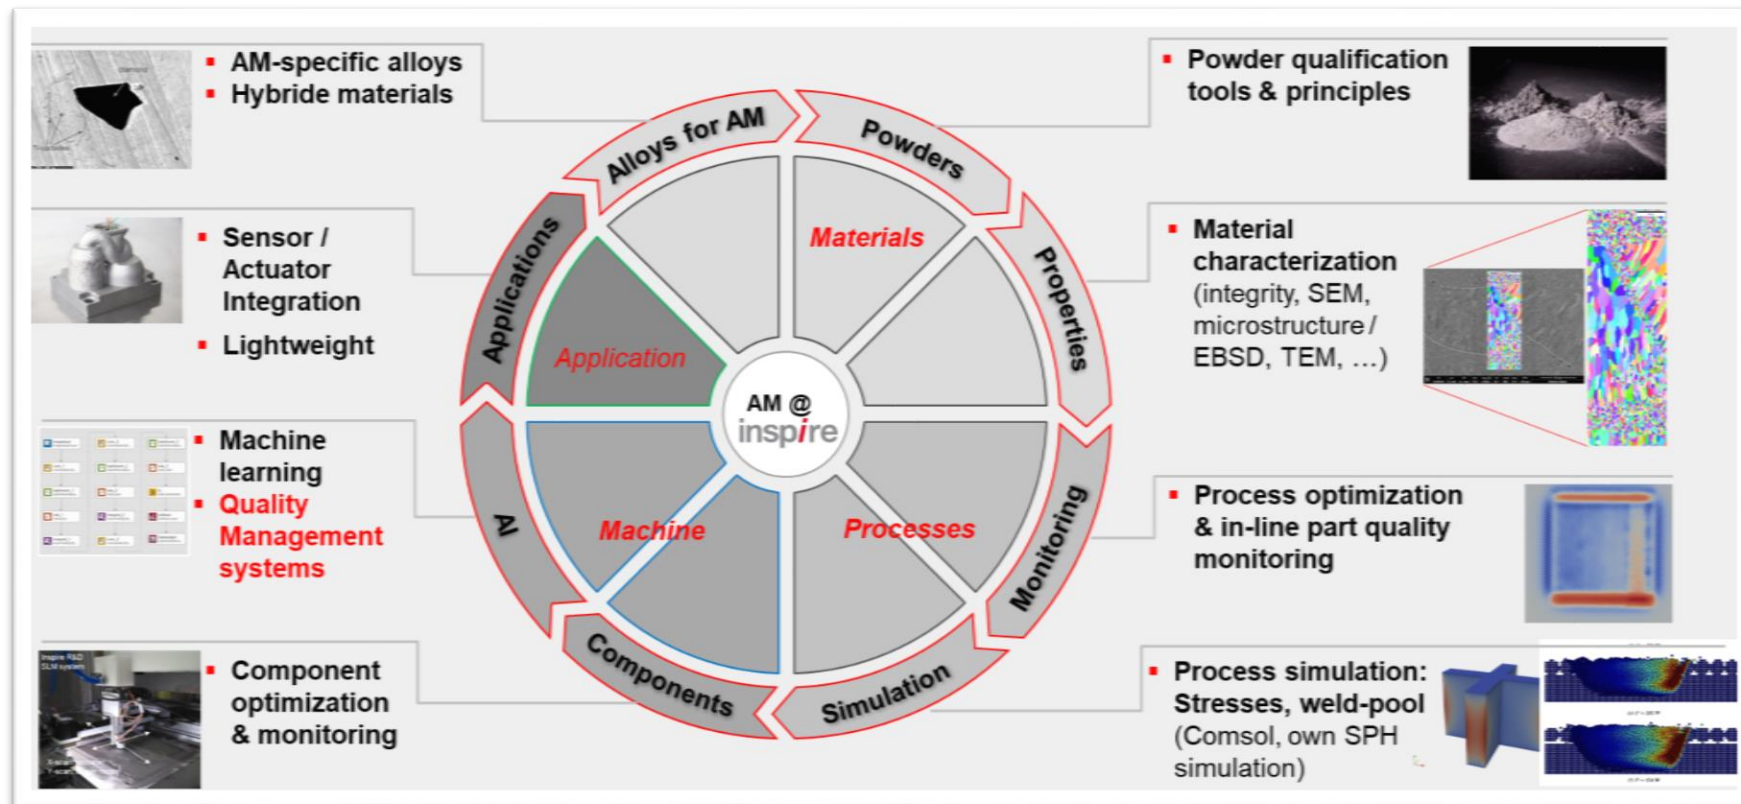 ▪ AM-specific alloys
▪ Hybride materials
▪ Sensor /
Actuator
Integration
▪ Lightweight
▪ Machine
learning
▪ Quality
Management
systems
Inspire R&D
SLM system
▪ Component
optimization
& monitoring
Alloys for AM
Powders
Properties
Monitoring
Simulation
Components
AI
Applications
Materials
Application
AM @
inspire
Machine
Processes
▪ Powder qualification
tools & principles
▪ Material
characterization
(integrity, SEM,
microstructure /
EBSD, TEM, …)
▪ Process optimization
& in-line part quality
monitoring
▪ Process simulation:
Stresses, weld-pool
(Comsol, own SPH
simulation)